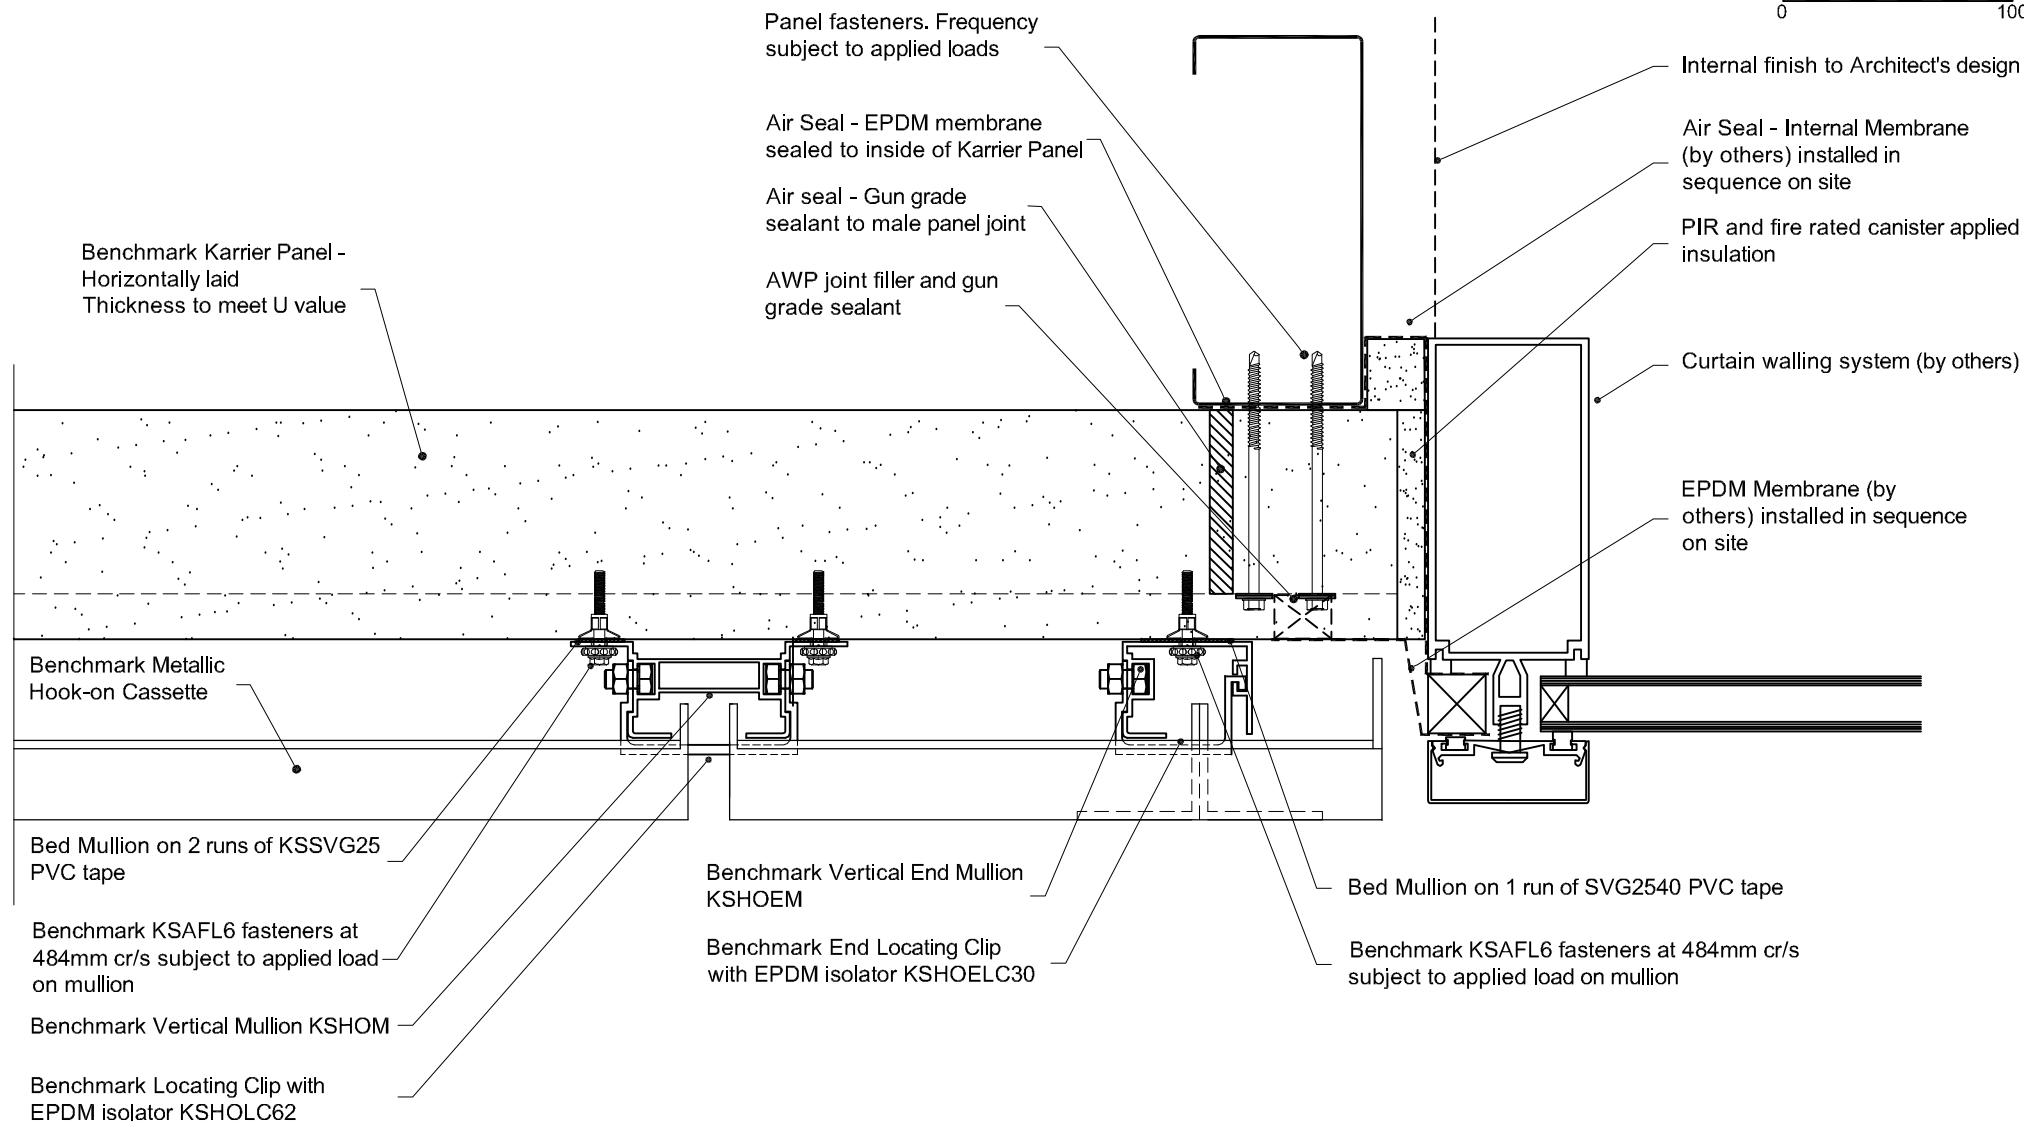 0
100
Panel fasteners. Frequency
subject to applied loads
Internal finish to Architect's design
Air Seal - EPDM membrane
sealed to inside of Karrier Panel
Air Seal - Internal Membrane
(by others) installed in
sequence on site
Air seal - Gun grade
sealant to male panel joint
PIR and fire rated canister applied
insulation
Benchmark Karrier Panel -
Horizontally laid
Thickness to meet U value
AWP joint filler and gun
grade sealant
Curtain walling system (by others)
EPDM Membrane (by
others) installed in sequence
on site
Benchmark Metallic
Hook-on Cassette
Bed Mullion on 2 runs of KSSVG25
PVC tape
Benchmark KSAFL6 fasteners at
484mm cr/s subject to applied load
on mullion
Benchmark Vertical Mullion KSHOM
Benchmark Locating Clip with
EPDM isolator KSHOLC62
Benchmark Vertical End Mullion
KSHOEM
Benchmark End Locating Clip
with EPDM isolator KSHOELC30
Bed Mullion on 1 run of SVG2540 PVC tape
Benchmark KSAFL6 fasteners at 484mm cr/s
subject to applied load on mullion